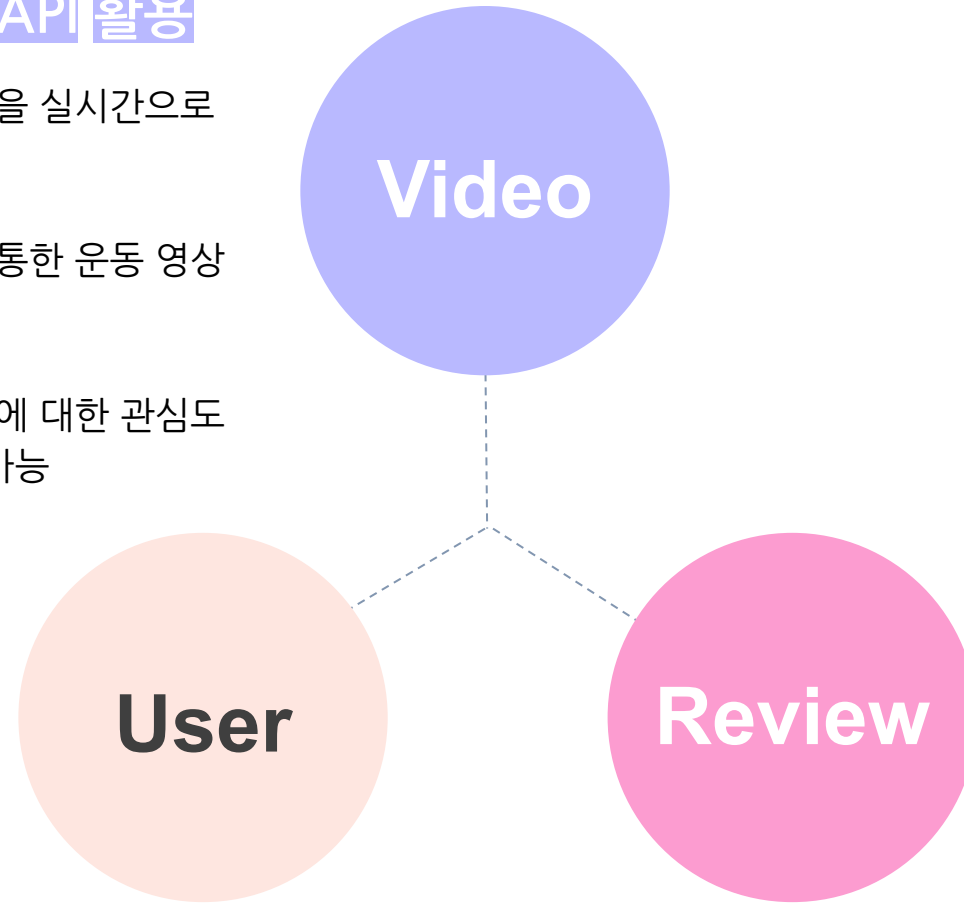 API 활용
을 실시간으로
통한 운동 영상
에 대한 관심도
가능
Video
User
Review